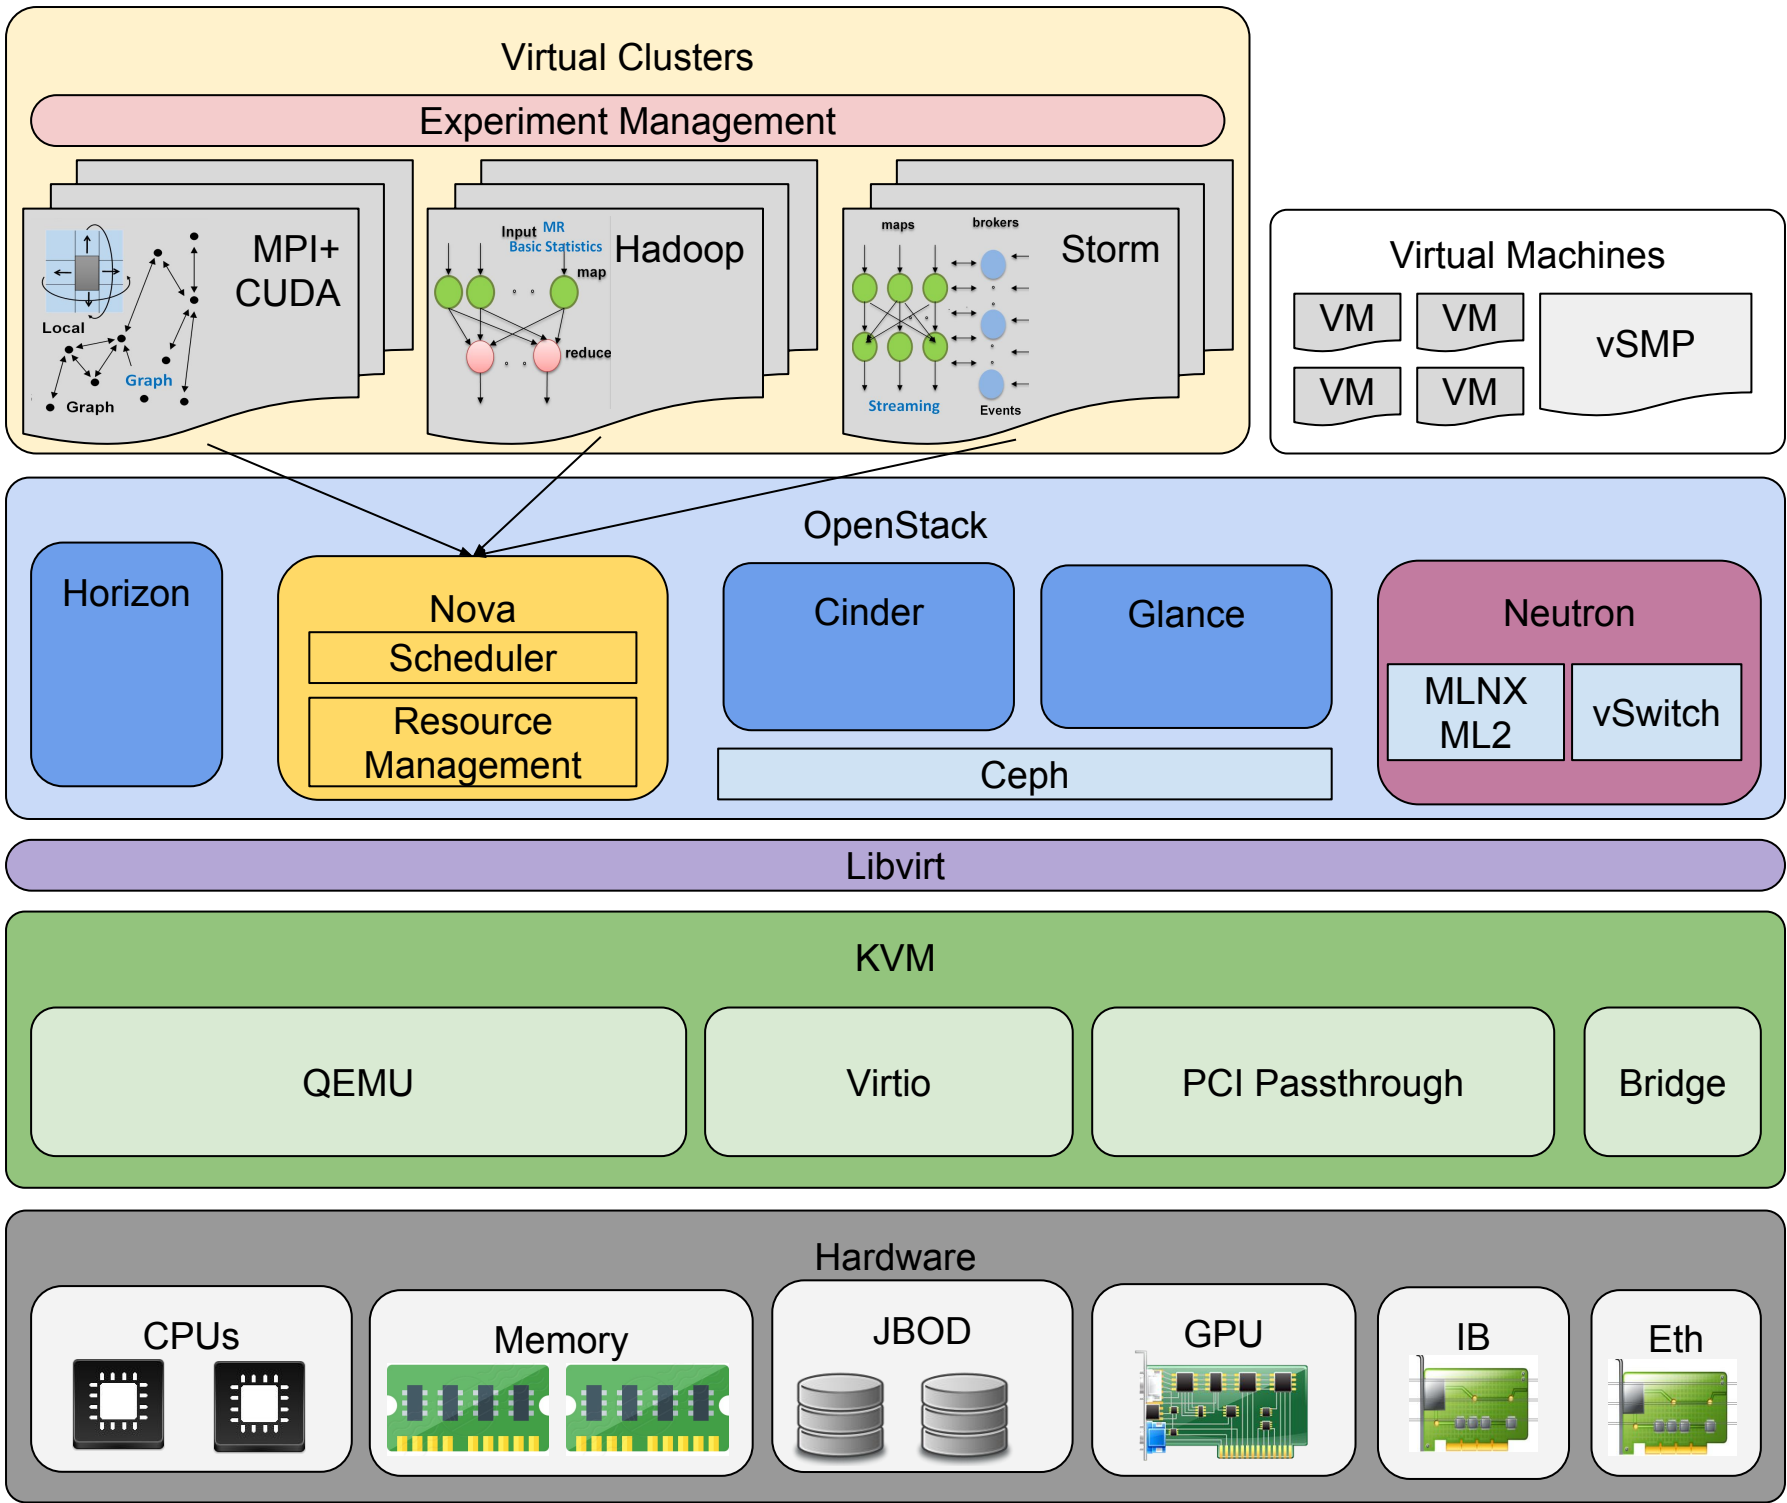 Virtual Clusters
Experiment Management
MPI+
CUDA
Local
Graph
Graph
Input
MR
Basic Statistics
Hadoop
map
reduce
maps
brokers
Storm
Streaming
Events
Virtual Machines
VM
VM
vSMP
VM
VM
OpenStack
Horizon
Nova
Scheduler
Resource
Management
Cinder
Glance
Ceph
Neutron
MLNX
ML2
vSwitch
Libvirt
KVM
QEMU
Virtio
PCI Passthrough
Bridge
Hardware
CPUs
Memory
JBOD
GPU
IB
Eth